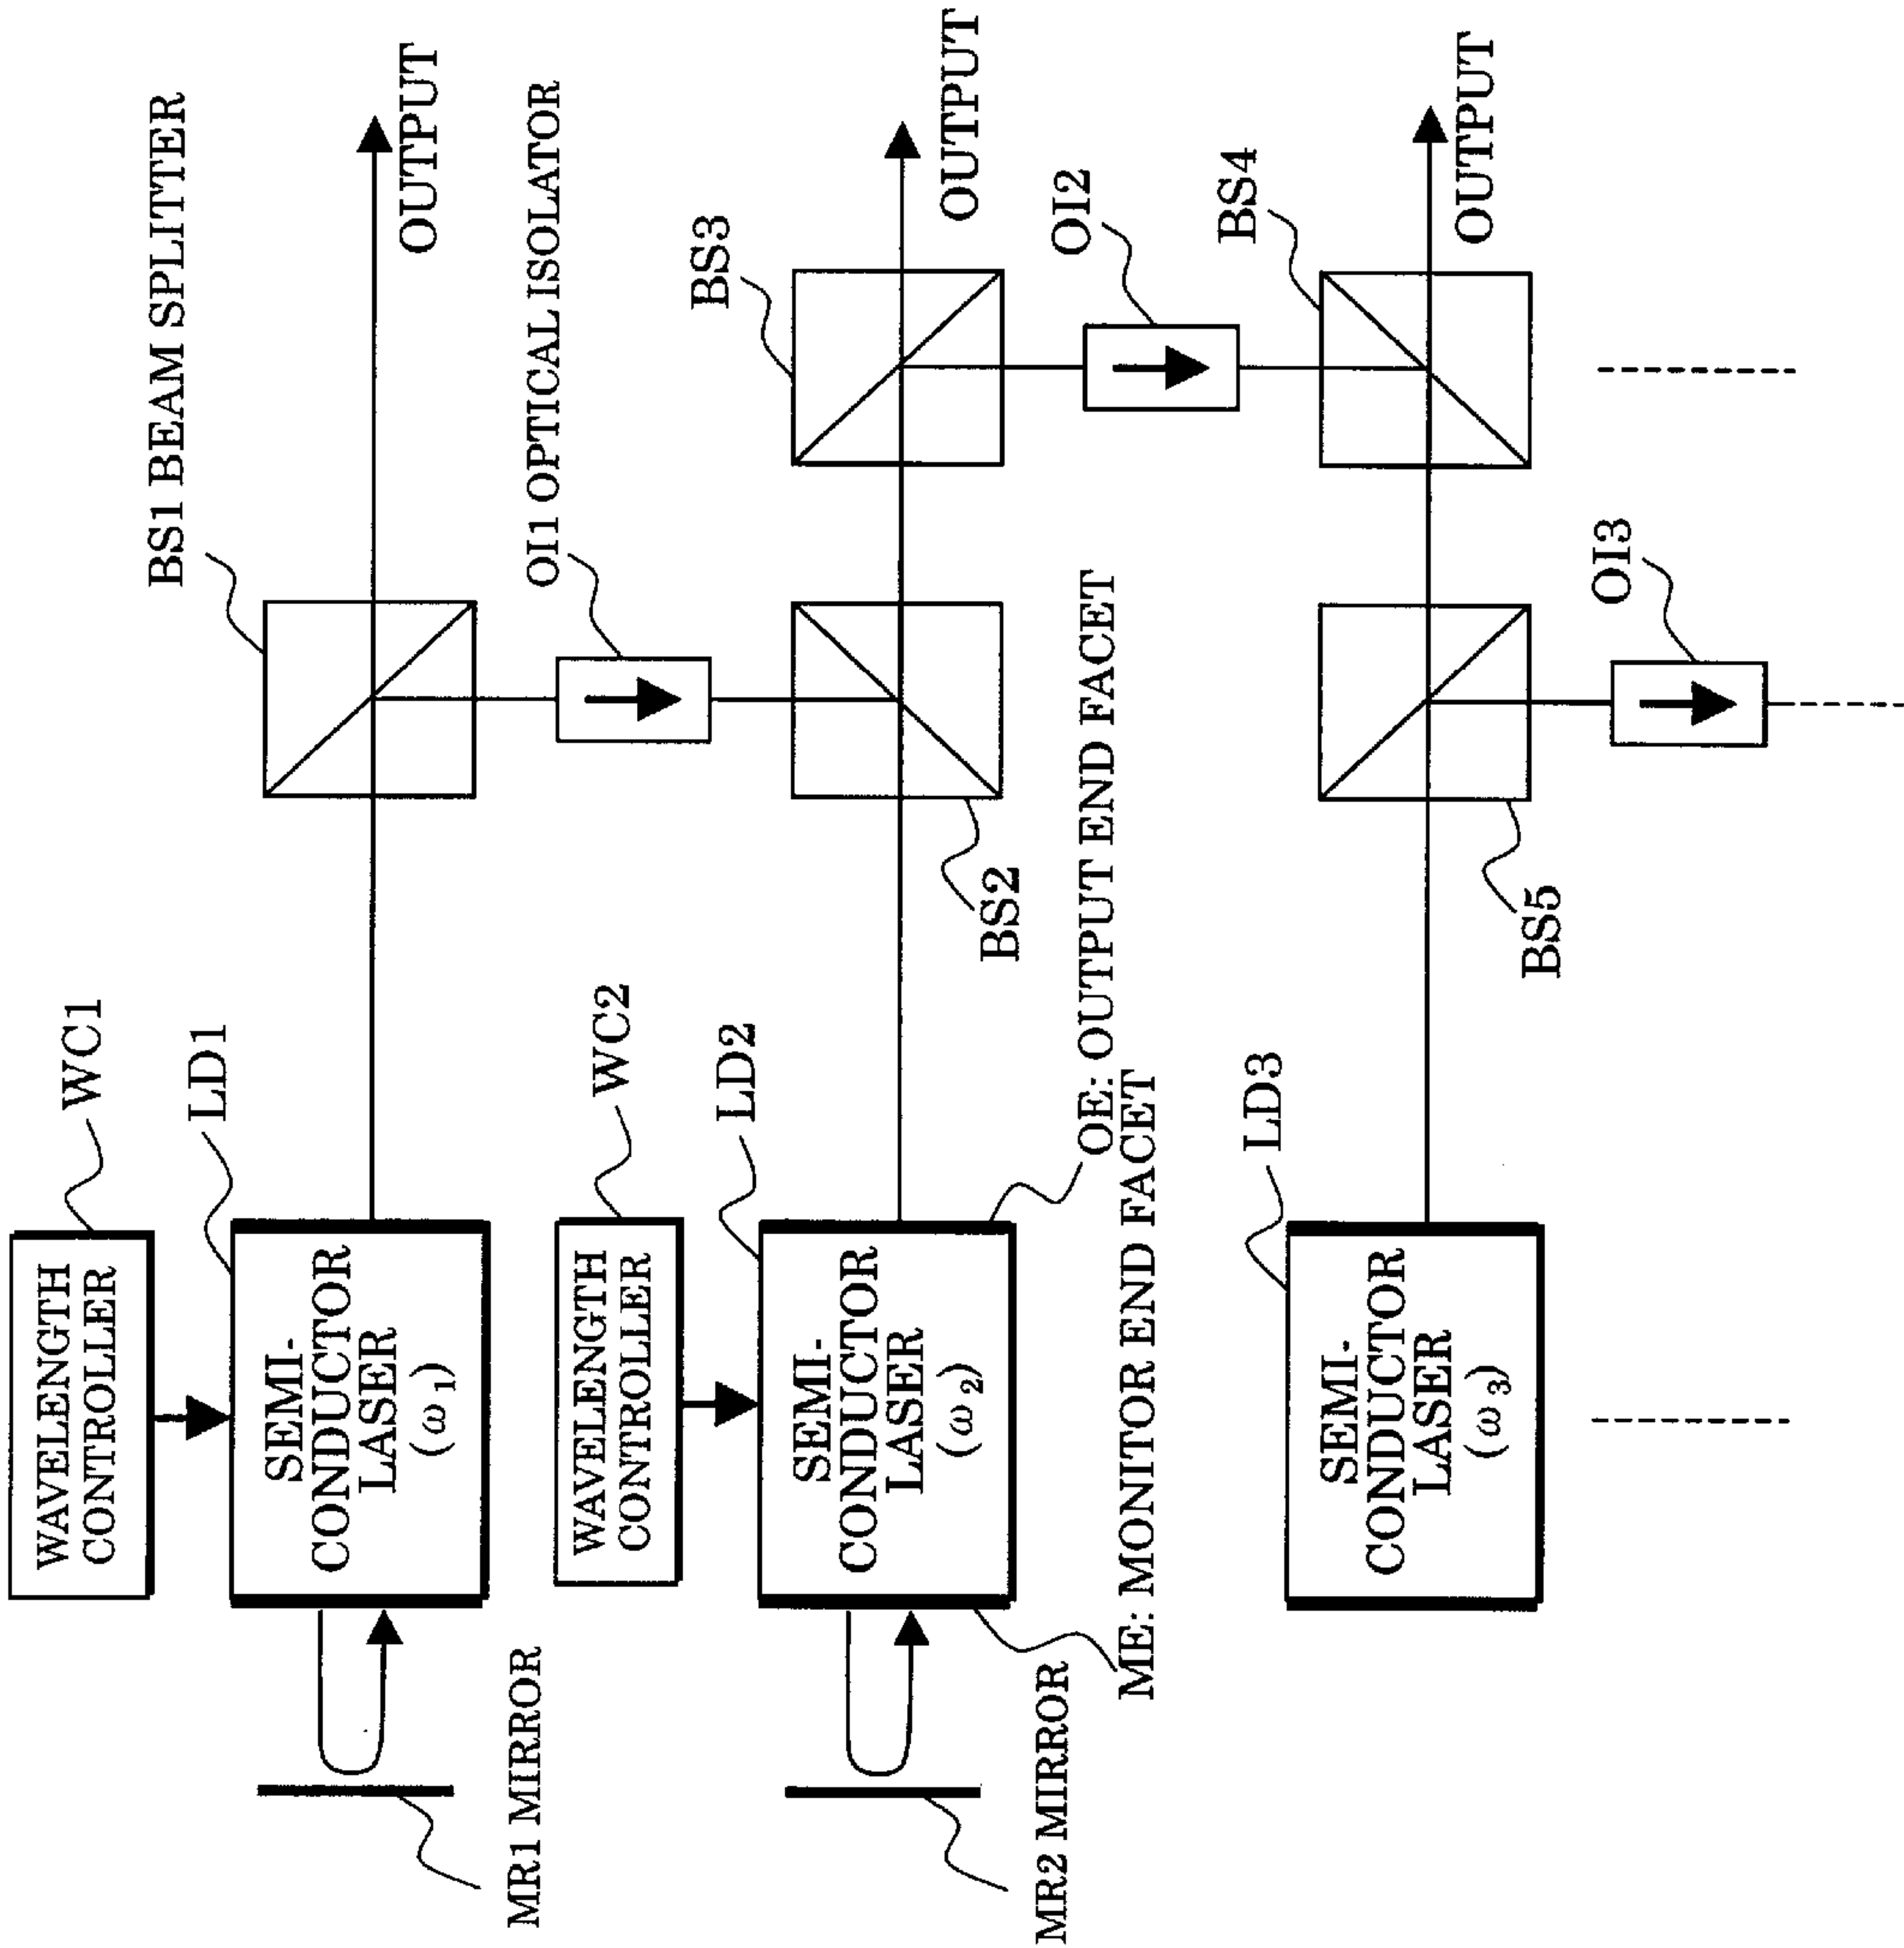 WAVELENGTH
CONTROLLER
WC1
LD1
SEMI-
CONDUCTOR
LASER
(ω1)
MR1 MIRROR
BS1 BEAM SPLITTER
OUTPUT
OI1 OPTICAL ISOLATOR
WAVELENGTH
CONTROLLER
WC2
LD2
SEMI-
CONDUCTOR
LASER
(ω2)
MR2 MIRROR
BS2
BS3
OUTPUT
OI2
OE: OUTPUT END FACET
ME: MONITOR END FACET
LD3
SEMI-
CONDUCTOR
LASER
(ω3)
BS4
OUTPUT
BS5
OI3